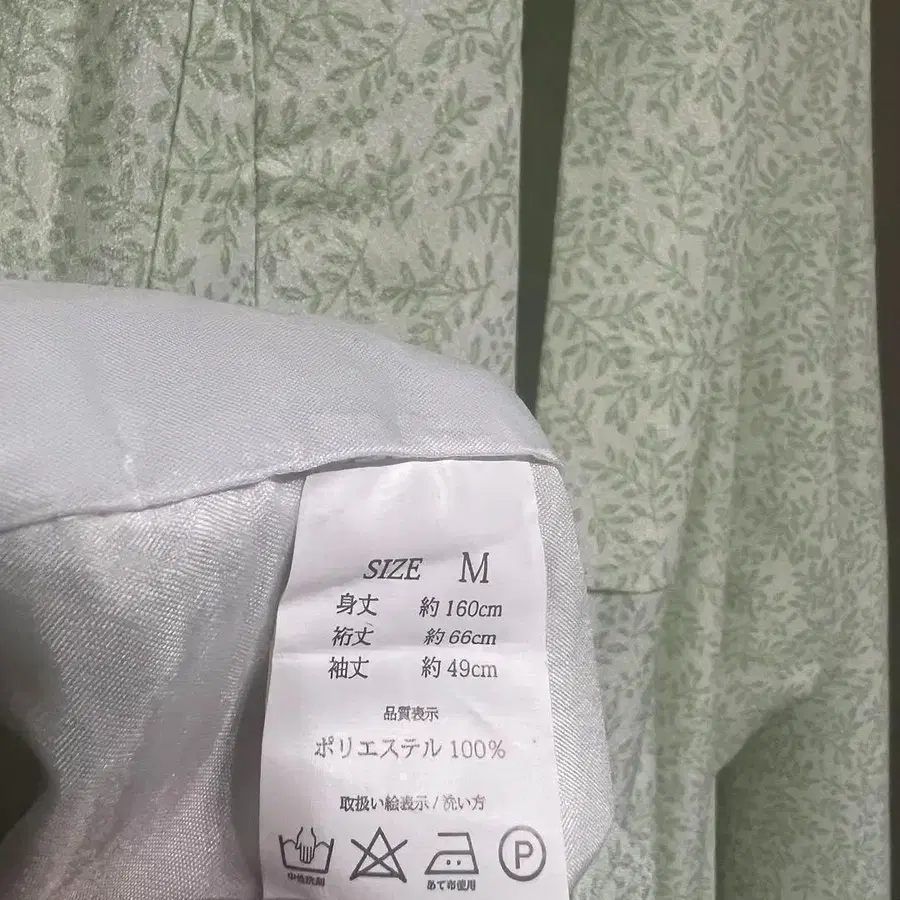 SIZE M
身丈 約160cm
裄丈 約66cm
袖丈 約49cm
品質表示
ポリエステル 100%
取扱い絵表示 / 洗い方
中性洗剤
あて布使用
P